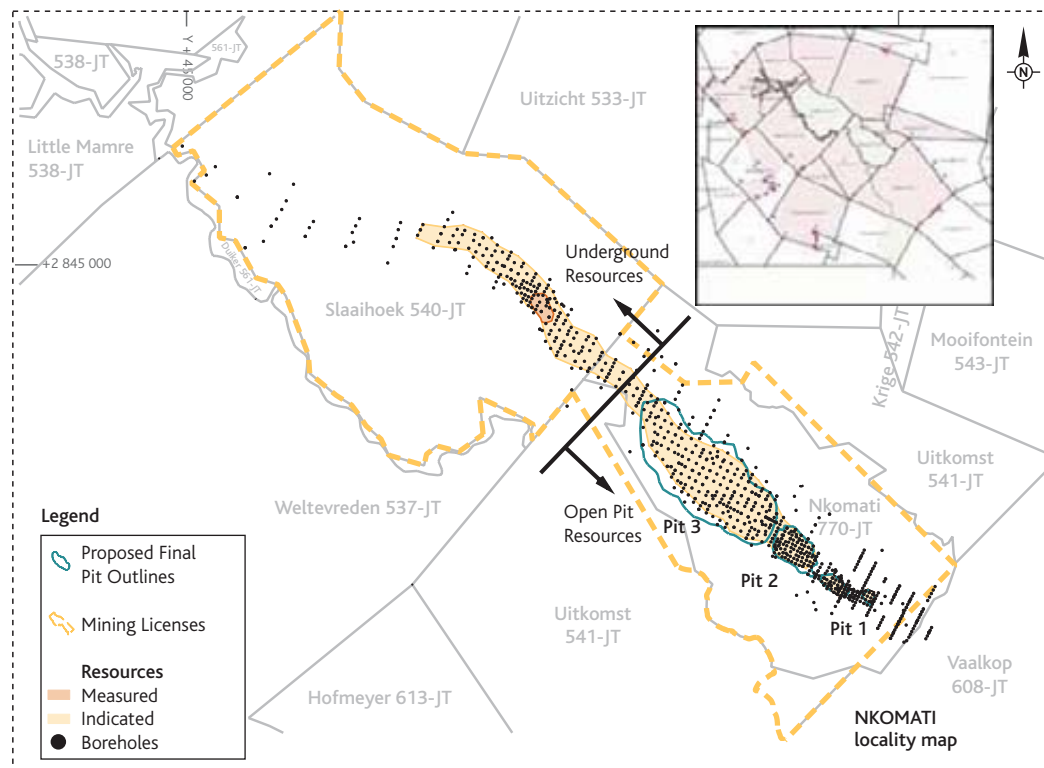 538-JT
561-JT
Y + 45 000
Uitzicht 533-JT
N
Little Mamre
538-JT
+2 845 000
Duiker 561-JT
Underground
Resources
Slaaihoek 540-JT
Krige 542-JT
Mooifontein
543-JT
Uitkomst
541-JT
Weltevreden 537-JT
Open Pit
Resources
Pit 3
Nkomati
770-JT
Pit 2
Pit 1
Uitkomst
541-JT
Vaalkop
608-JT
Hofmeyer 613-JT
NKOMATI
locality map
Legend
Proposed Final
Pit Outlines
Mining Licenses
Resources
Measured
Indicated
Boreholes